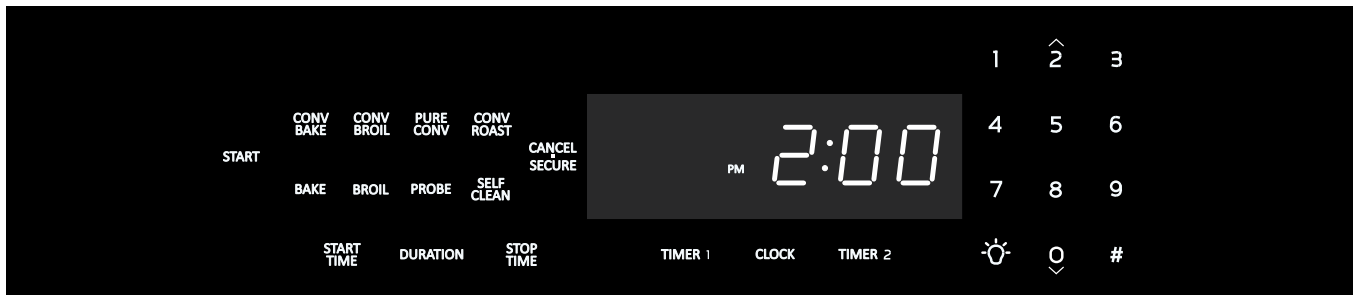 1 2 3
CONV BAKE
CONV BROIL
PURE CONV
CONV ROAST
START
CANCEL
SECURE
PM 2:00
4 5 6
BAKE
BROIL
PROBE
SELF CLEAN
7 8 9
START TIME
DURATION
STOP TIME
TIMER 1
CLOCK
TIMER 2
0 #